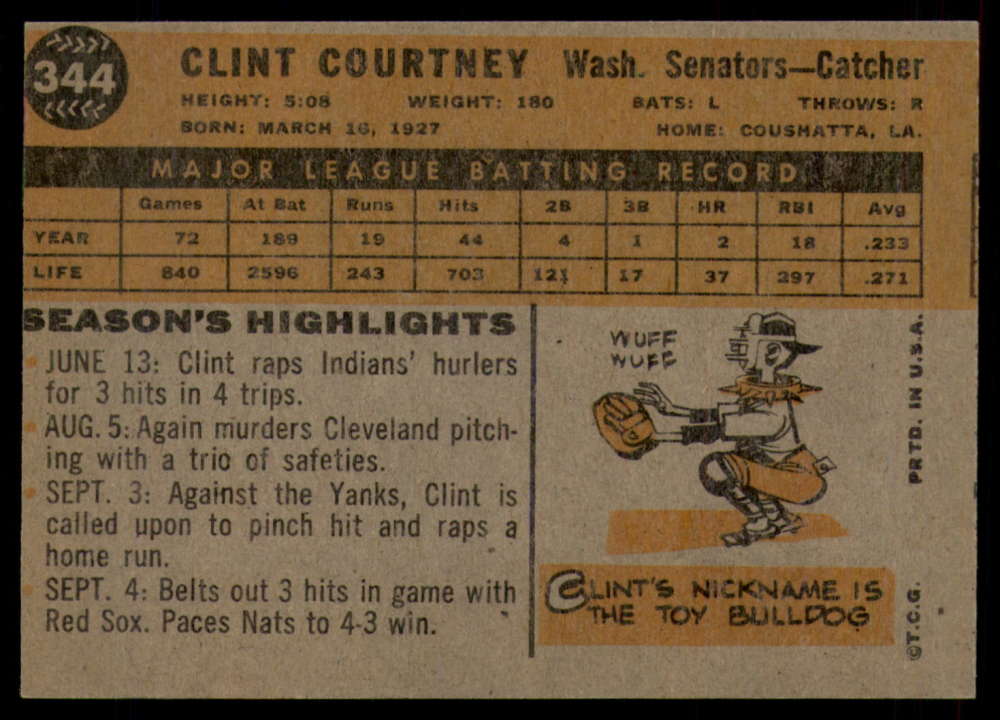 344
CLINT COURTNEY Wash. Senators—Catcher
HEIGHT: 5:08 WEIGHT: 180 BATS: L THROWS: R
BORN: MARCH 16, 1927 HOME: COUSHATTA, LA.
MAJOR LEAGUE BATTING RECORD
Games At Bat Runs Hits 2B 3B HR RBI Avg
YEAR 72 189 19 44 4 1 2 18 .233
LIFE 840 2596 243 703 121 17 37 297 .271
SEASON'S HIGHLIGHTS
JUNE 13: Clint raps Indians' hurlers
for 3 hits in 4 trips.
AUG. 5: Again murders Cleveland pitch-
ing with a trio of safeties.
SEPT. 3: Against the Yanks, Clint is
called upon to pinch hit and raps a
home run.
SEPT. 4: Belts out 3 hits in game with
Red Sox. Paces Nats to 4-3 win.
WUFF
WUFF
CLINT'S NICKNAME IS
THE TOY BULLDOG
©T.C.G. PRTD. IN U.S.A.